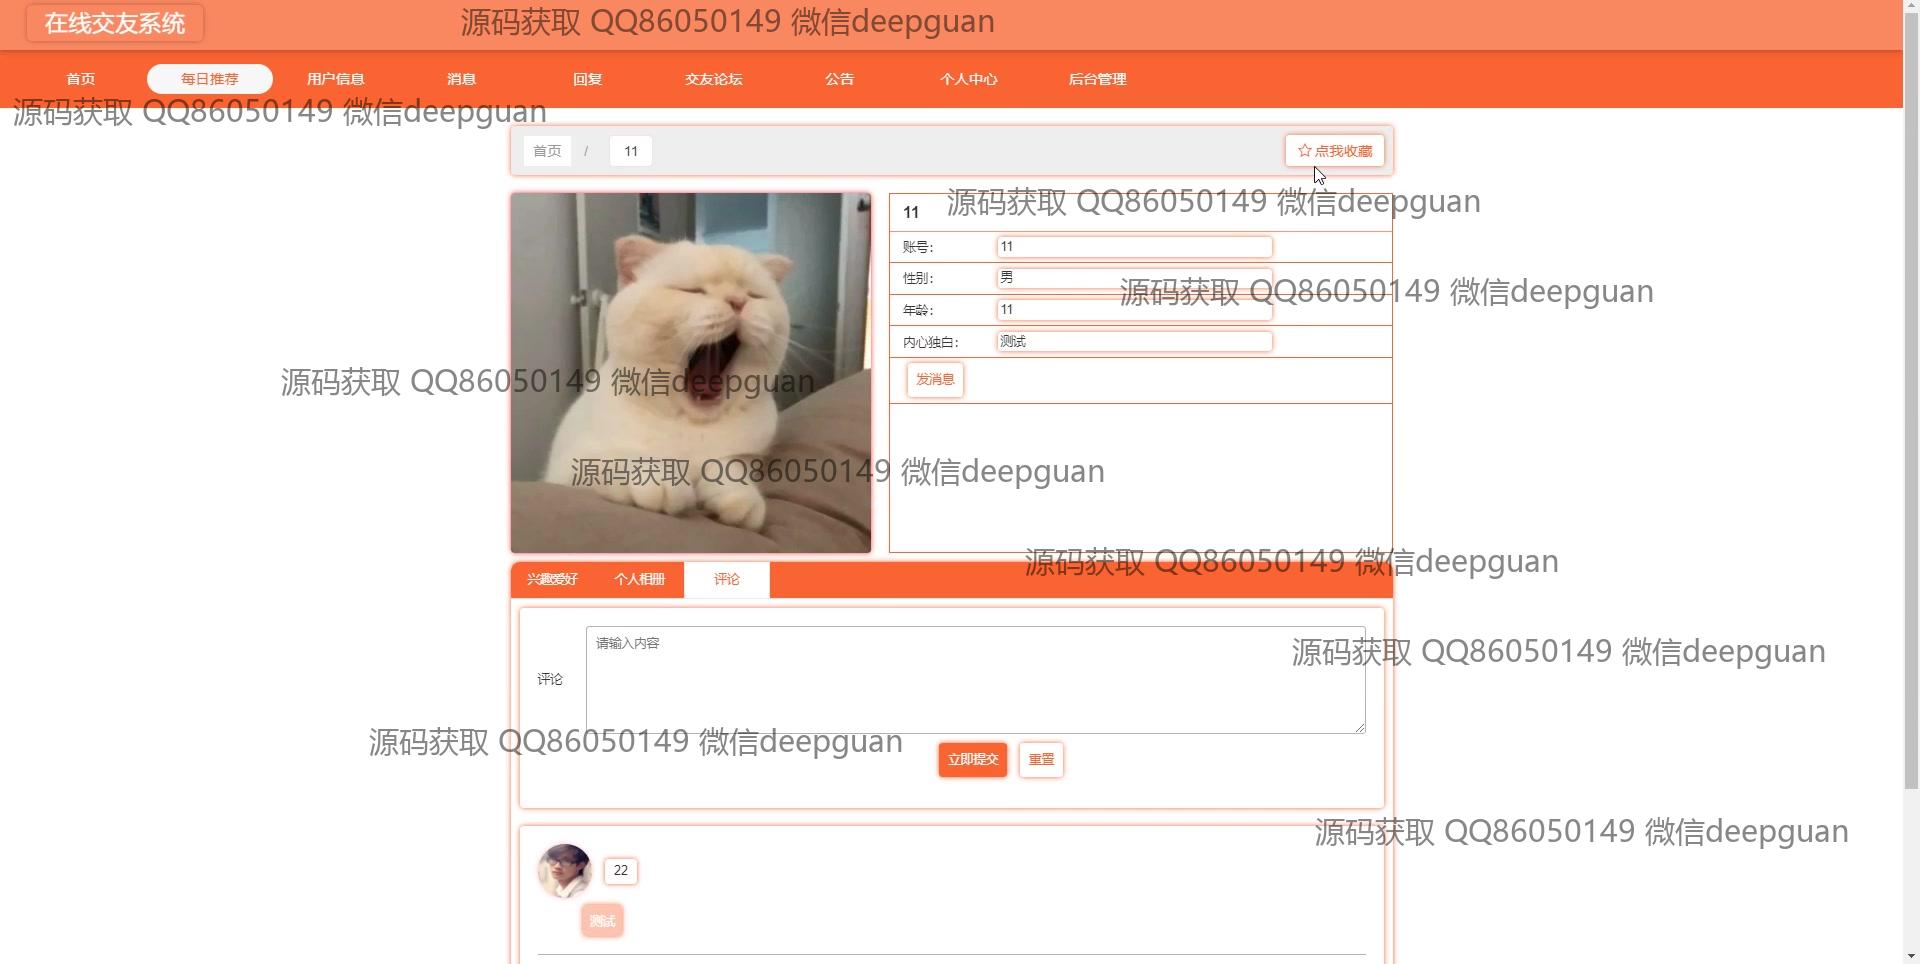 在线交友系统
源码获取 QQ86050149 微信deepguan
首页 每日推荐 用户信息 消息 回复 交友论坛 公告 个人中心 后台管理
源码获取 QQ86050149 微信deepguan
首页 / 11 点我收藏
源码获取 QQ86050149 微信deepguan
11
账号: 11
性别: 男
源码获取 QQ86050149 微信deepguan
年龄: 11
内心独白: 测试
发消息
源码获取 QQ86050149 微信deepguan
源码获取 QQ86050149 微信deepguan
源码获取 QQ86050149 微信deepguan
兴趣爱好 个人相册 评论
请输入内容
源码获取 QQ86050149 微信deepguan
评论
源码获取 QQ86050149 微信deepguan
立即提交 重置
源码获取 QQ86050149 微信deepguan
22
测试